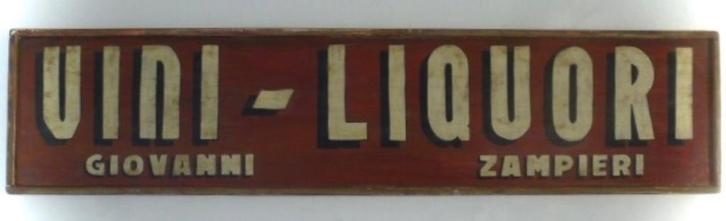 VINI - LIQUORI
GIOVANNI ZAMPIERI